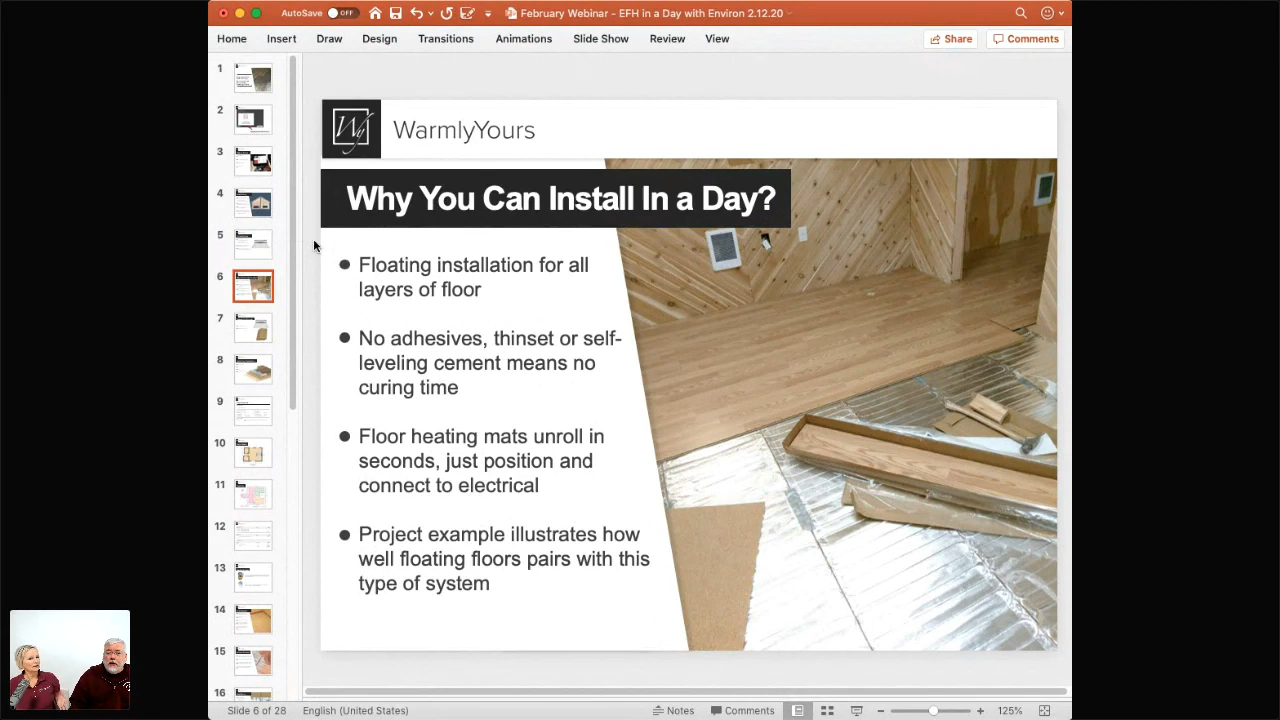 AutoSave OFF
February Webinar - EFH in a Day with Environ 2.12.20
Home Insert Draw Design Transitions Animations Slide Show Review View Share Comments
1
2
3
4
5
6
7
8
9
10
11
12
13
14
15
16
Wy
WarmlyYours
Why You Can Install In a Day?
Floating installation for all
layers of floor
No adhesives, thinset or self-
leveling cement means no
curing time
Floor heating mats unroll in
seconds, just position and
connect to electrical
Project example illustrates how
well floating floors pairs with this
type of system
Slide 6 of 28 English (United States) Notes Comments 125%